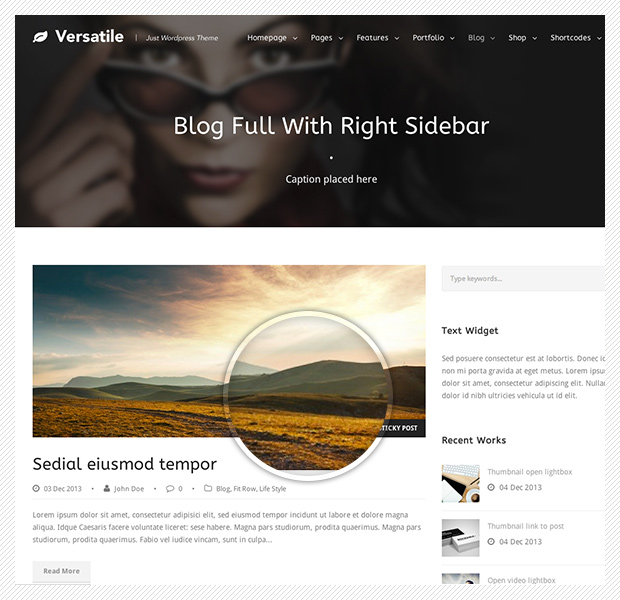 Versatile | Just Wordpress Theme
Homepage Pages Features Portfolio Blog Shop Shortcodes
Blog Full With Right Sidebar
Caption placed here
STICKY POST
Sedial eiusmod tempor
03 Dec 2013 • John Doe • 0 • Blog, Fit Row, Life Style
Lorem ipsum dolor sit amet, consectetur adipisici elit, sed eiusmod tempor incidunt ut labore et dolore magna
aliqua. Idque Caesaris facere voluntate liceret: sese habere. Magna pars studiorum, prodita quaerimus. Magna pars
studiorum, prodita quaerimus. Fabio vel iudice vincam, sunt in culpa...
Read More
Type keywords...
Text Widget
Sed posuere consectetur est at lobortis. Donec
non mi porta gravida at eget metus. Lorem
dolor sit amet, consectetur adipiscing elit.
dolor id nibh ultricies vehicula ut id elit.
Recent Works
Thumbnail open lightbox
04 Dec 2013
Thumbnail link to post
04 Dec 2013
Open video lightbox